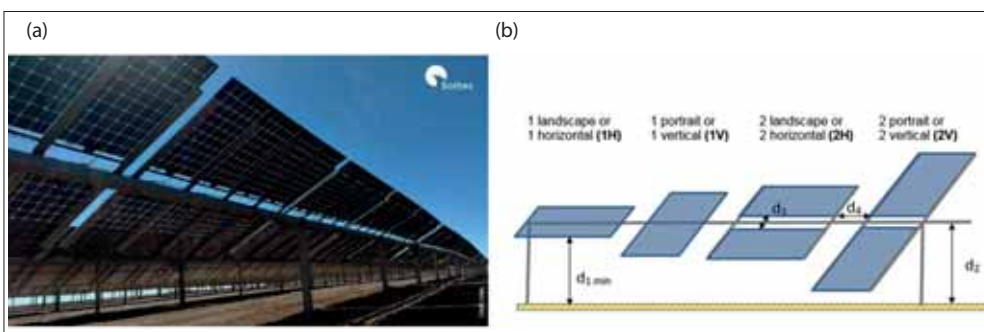 (a)
(b)
Soltec
1 landscape or
1 horizontal (1H)
1 portrait or
1 vertical (1V)
2 landscape or
2 horizontal (2H)
2 portrait or
2 vertical (2V)
d3
d4
d1 min
d2